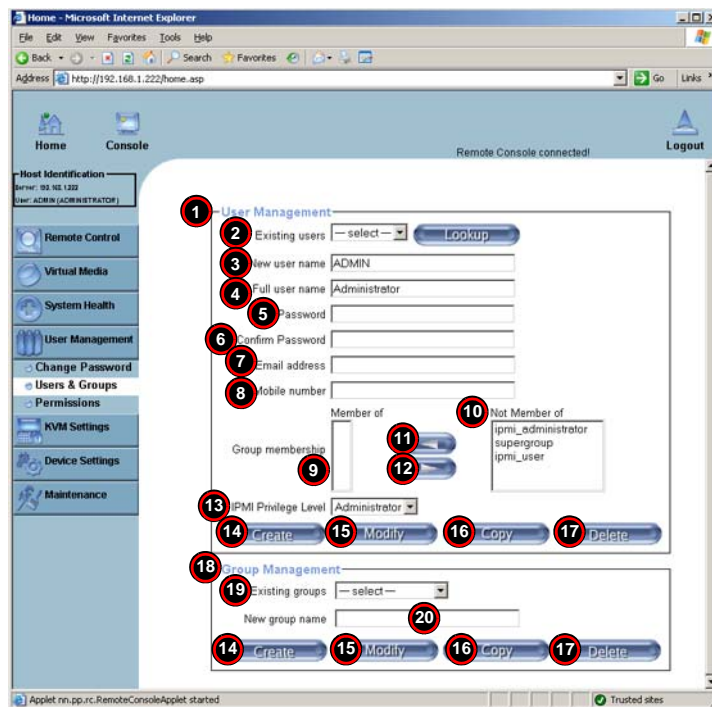 Home - Microsoft Internet Explorer
File Edit View Favorites Tools Help
Back Search Favorites
Address http://192.168.1.222/home.asp Go Links
Home Console Remote Console connected! Logout
Host Identification
Server: 192.168.1.222
User: ADMIN (ADMINISTRATOR)
Remote Control
Virtual Media
System Health
User Management
Change Password
Users & Groups
Permissions
KVM Settings
Device Settings
Maintenance
1 User Management
2 Existing users — select — Lookup
3 New user name ADMIN
4 Full user name Administrator
5 Password
6 Confirm Password
7 Email address
8 Mobile number
Member of 10 Not Member of
Group membership 9 11 12
ipmi_administrator
supergroup
ipmi_user
13 IPMI Privilege Level Administrator
14 Create 15 Modify 16 Copy 17 Delete
18 Group Management
19 Existing groups — select —
New group name 20
14 Create 15 Modify 16 Copy 17 Delete
Applet nn.pp.rc.RemoteConsoleApplet started Trusted sites